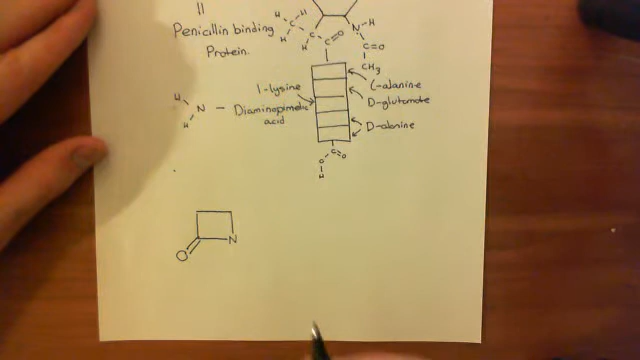 ||
Penicillin binding
Protein.
H
H
C
H
H
C
H
C
O
N
H
C=O
CH3
L-alanine
D-glutamate
D-alanine
l-lysine
Diaminopimelic
acid
H
N
H
C
O
O
H
O
N